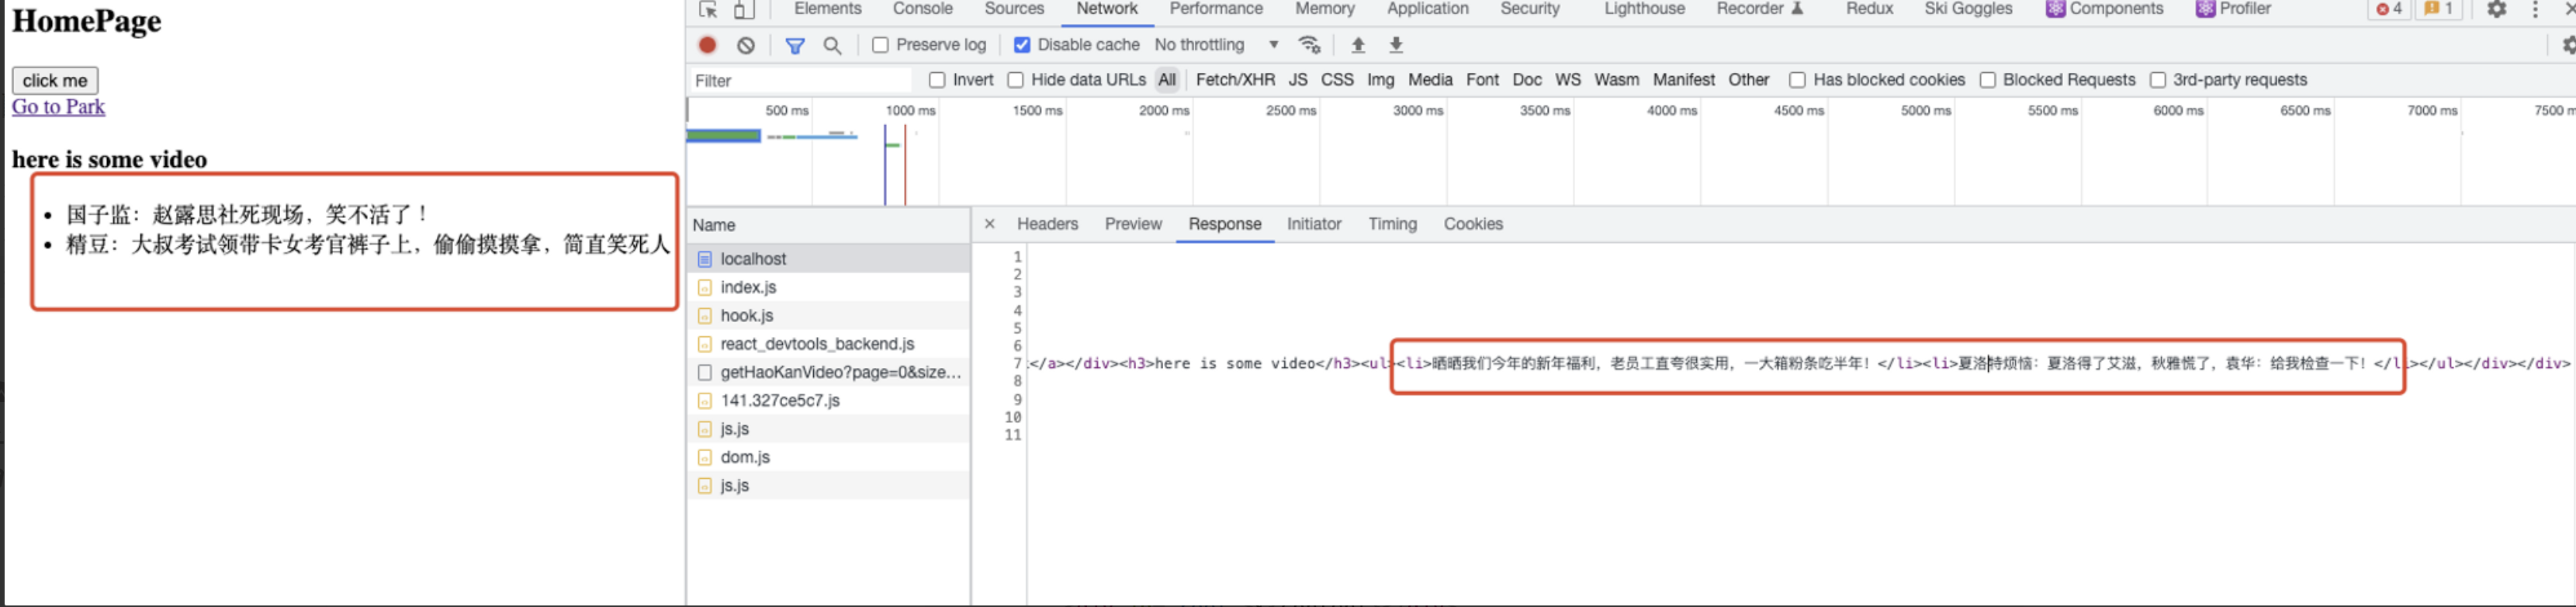 HomePage
click me
Go to Park
here is some video
国子监：赵露思社死现场，笑不活了！
精豆：大叔考试领带卡女考官裤子上，偷偷摸摸拿，简直笑死人
Elements Console Sources Network Performance Memory Application Security Lighthouse Recorder Redux Ski Goggles Components Profiler 4 1
Preserve log Disable cache No throttling
Filter Invert Hide data URLs All Fetch/XHR JS CSS Img Media Font Doc WS Wasm Manifest Other Has blocked cookies Blocked Requests 3rd-party requests
500 ms 1000 ms 1500 ms 2000 ms 2500 ms 3000 ms 3500 ms 4000 ms 4500 ms 5000 ms 5500 ms 6000 ms 6500 ms 7000 ms 7500 m
Name
localhost
index.js
hook.js
react_devtools_backend.js
getHaoKanVideo?page=0&size...
141.327ce5c7.js
js.js
dom.js
js.js
× Headers Preview Response Initiator Timing Cookies
1
2
3
4
5
6
7 </a></div><h3>here is some video</h3><ul><li>晒晒我们今年的新年福利，老员工直夸很实用，一大箱粉条吃半年！</li><li>夏洛特烦恼：夏洛得了艾滋，秋雅慌了，袁华：给我检查一下！</li></ul></div></div>
8
9
10
11